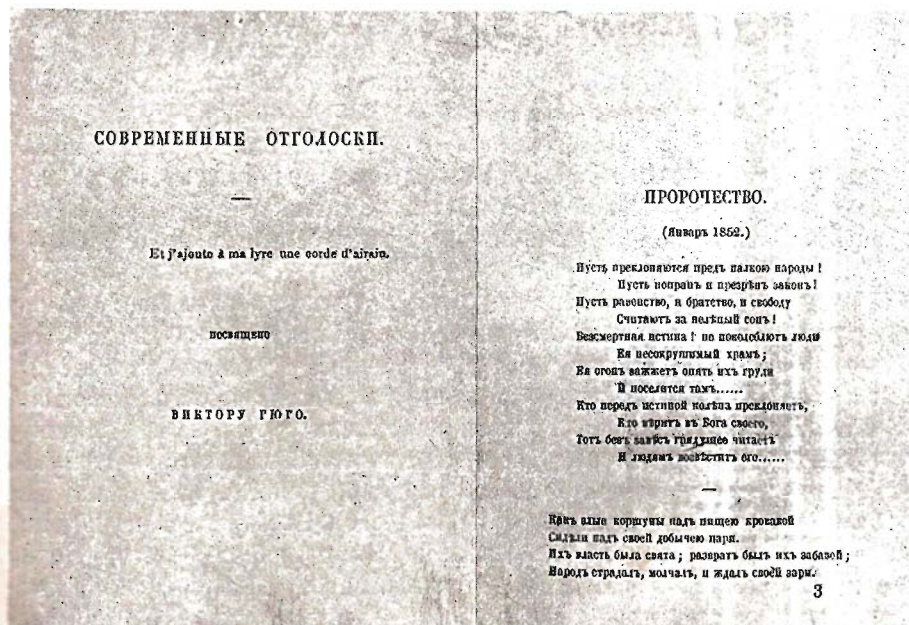 СОВРЕМЕННЫЕ ОТГОЛОСКИ.
Et j'ajoute à ma lyre une corde d'airain.
посвящено
ВИКТОРУ ГЮГО.
ПРОРОЧЕСТВО.
(Январь 1852.)
Пусть преклоняются предъ палкою народы !
Пусть попранъ и презрѣнъ законъ !
Пусть равенство, и братство, и свободу
Считаютъ за нелѣпый сонъ !
Безсмертная истина ! не поколеблютъ люди
Ея несокрушимый храмъ ;
Ея огонь зажжетъ опять ихъ груди
И поселится тамъ......
Кто передъ истиной колѣна преклоняетъ,
Кто вѣритъ въ Бога своего,
Тотъ безъ завѣсъ грядущее читаетъ
И людямъ возвѣститъ его......
Какъ злые коршуны надъ пищею кровавой
Сидѣли надъ своей добычею цари.
Ихъ власть была свята ; развратъ былъ ихъ забавой ;
Народъ страдалъ, молчалъ, и ждалъ своей зари.
3